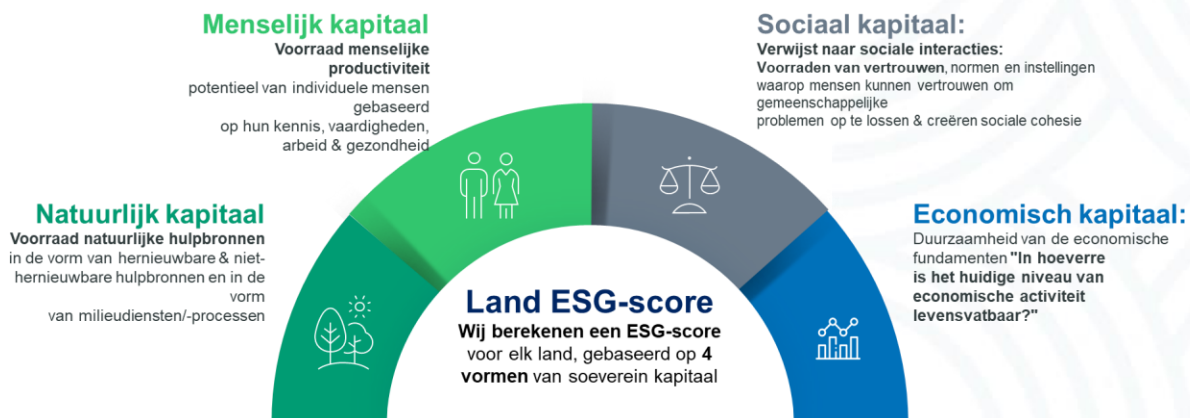 Menselijk kapitaal
Voorraad menselijke
productiviteit
potentieel van individuele mensen
gebaseerd
op hun kennis, vaardigheden,
arbeid & gezondheid
Sociaal kapitaal:
Verwijst naar sociale interacties:
Voorraden van vertrouwen, normen en instellingen
waarop mensen kunnen vertrouwen om
gemeenschappelijke
problemen op te lossen & creëren sociale cohesie
Natuurlijk kapitaal
Voorraad natuurlijke hulpbronnen
in de vorm van hernieuwbare & niet-
hernieuwbare hulpbronnen en in de
vorm
van milieudiensten/-processen
Economisch kapitaal:
Duurzaamheid van de economische
fundamenten "In hoeverre
is het huidige niveau van
economische activiteit
levensvatbaar?"
Land ESG-score
Wij berekenen een ESG-score
voor elk land, gebaseerd op 4
vormen van soeverein kapitaal